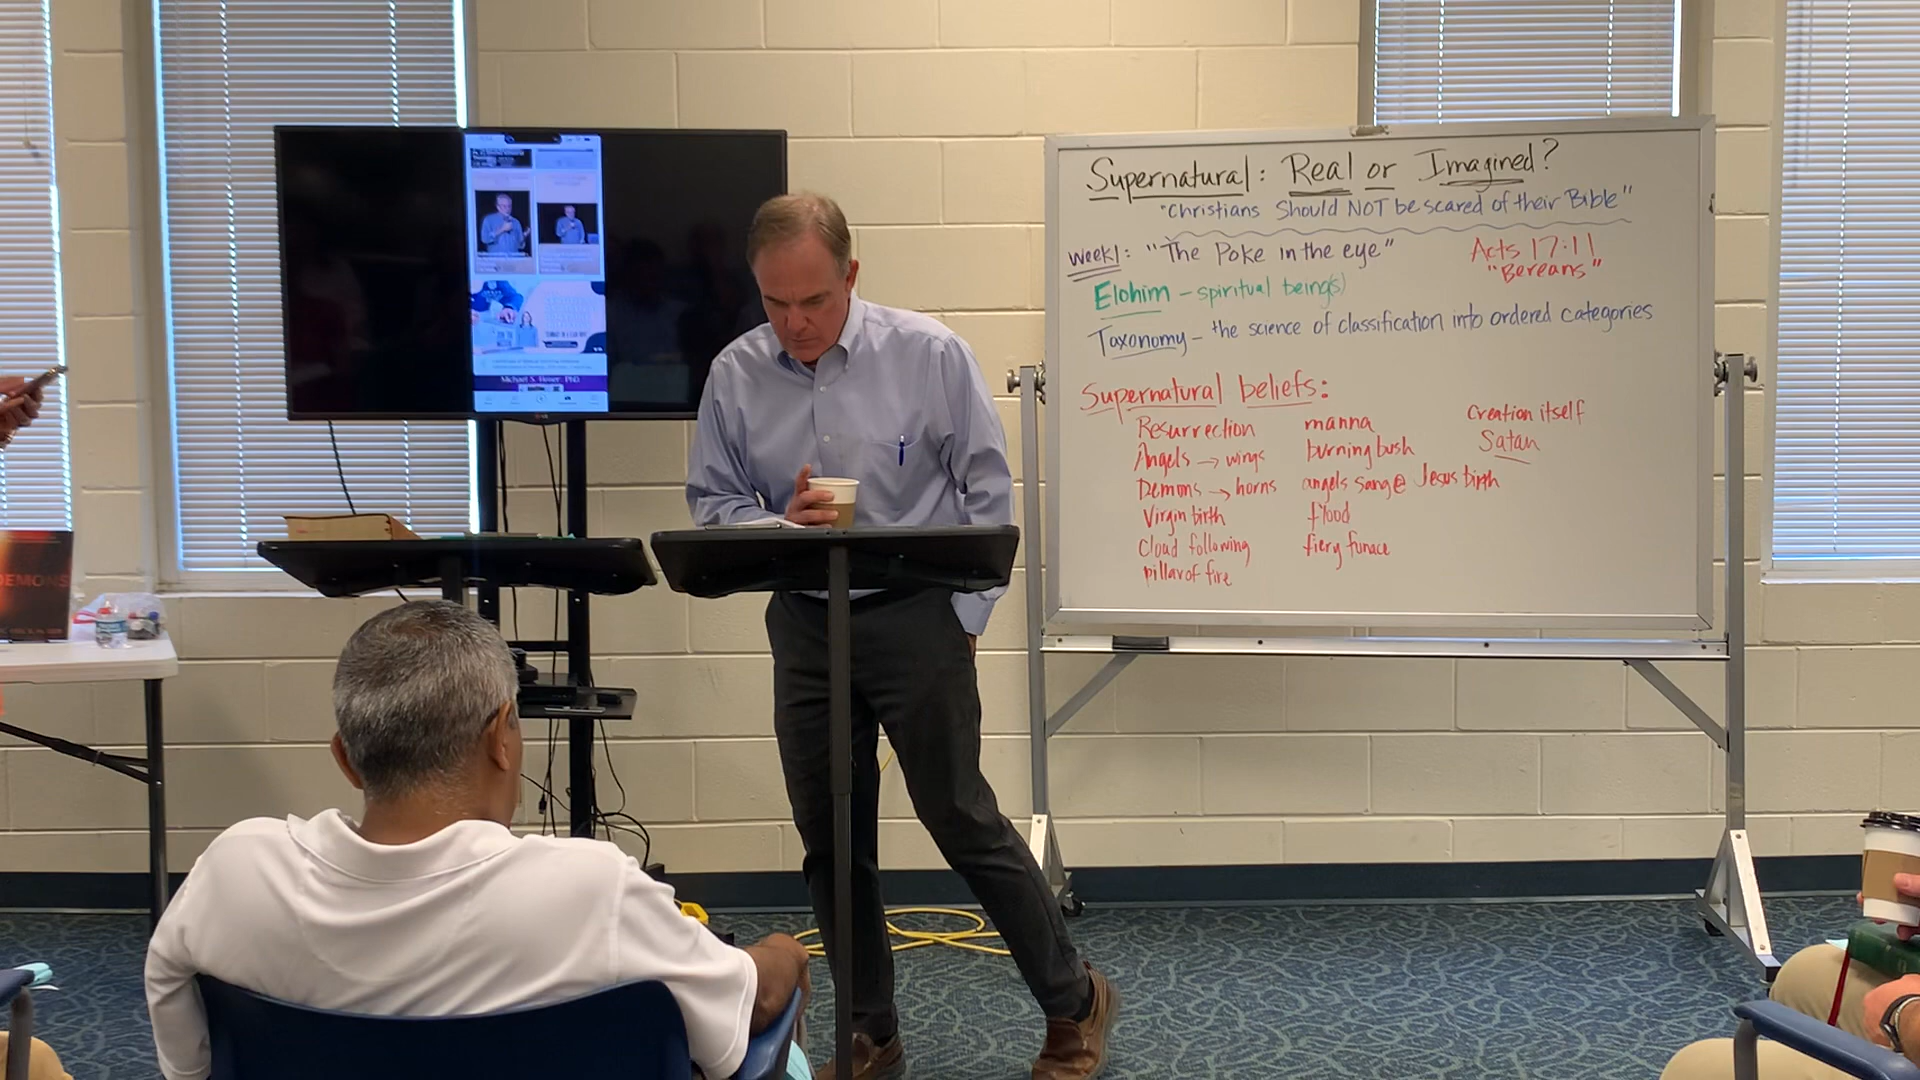 Supernatural: Real or Imagined?
"Christians Should NOT be scared of their Bible"
Week 1: "The Poke in the eye"
Acts 17:11
"Bereans"
Elohim - spiritual being(s)
Taxonomy - the science of classification into ordered categories
Supernatural beliefs:
Resurrection
Angels → wings
Demons → horns
Virgin birth
Cloud following
pillar of fire
manna
burning bush
angels sang @ Jesus birth
flood
fiery furnace
Creation itself
Satan
Michael S. Heiser, PhD
DEMONS